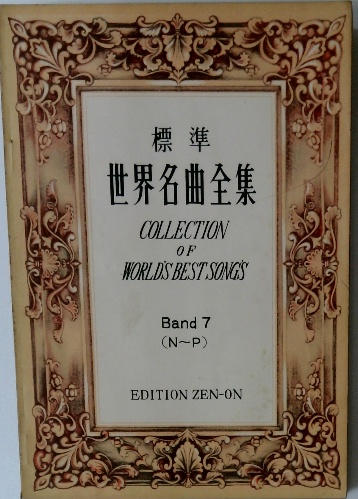 標準
世界名曲全集
COLLECTION
OF
WORLD'S BEST SONGS
Band 7
(N～P)
EDITION ZEN-ON